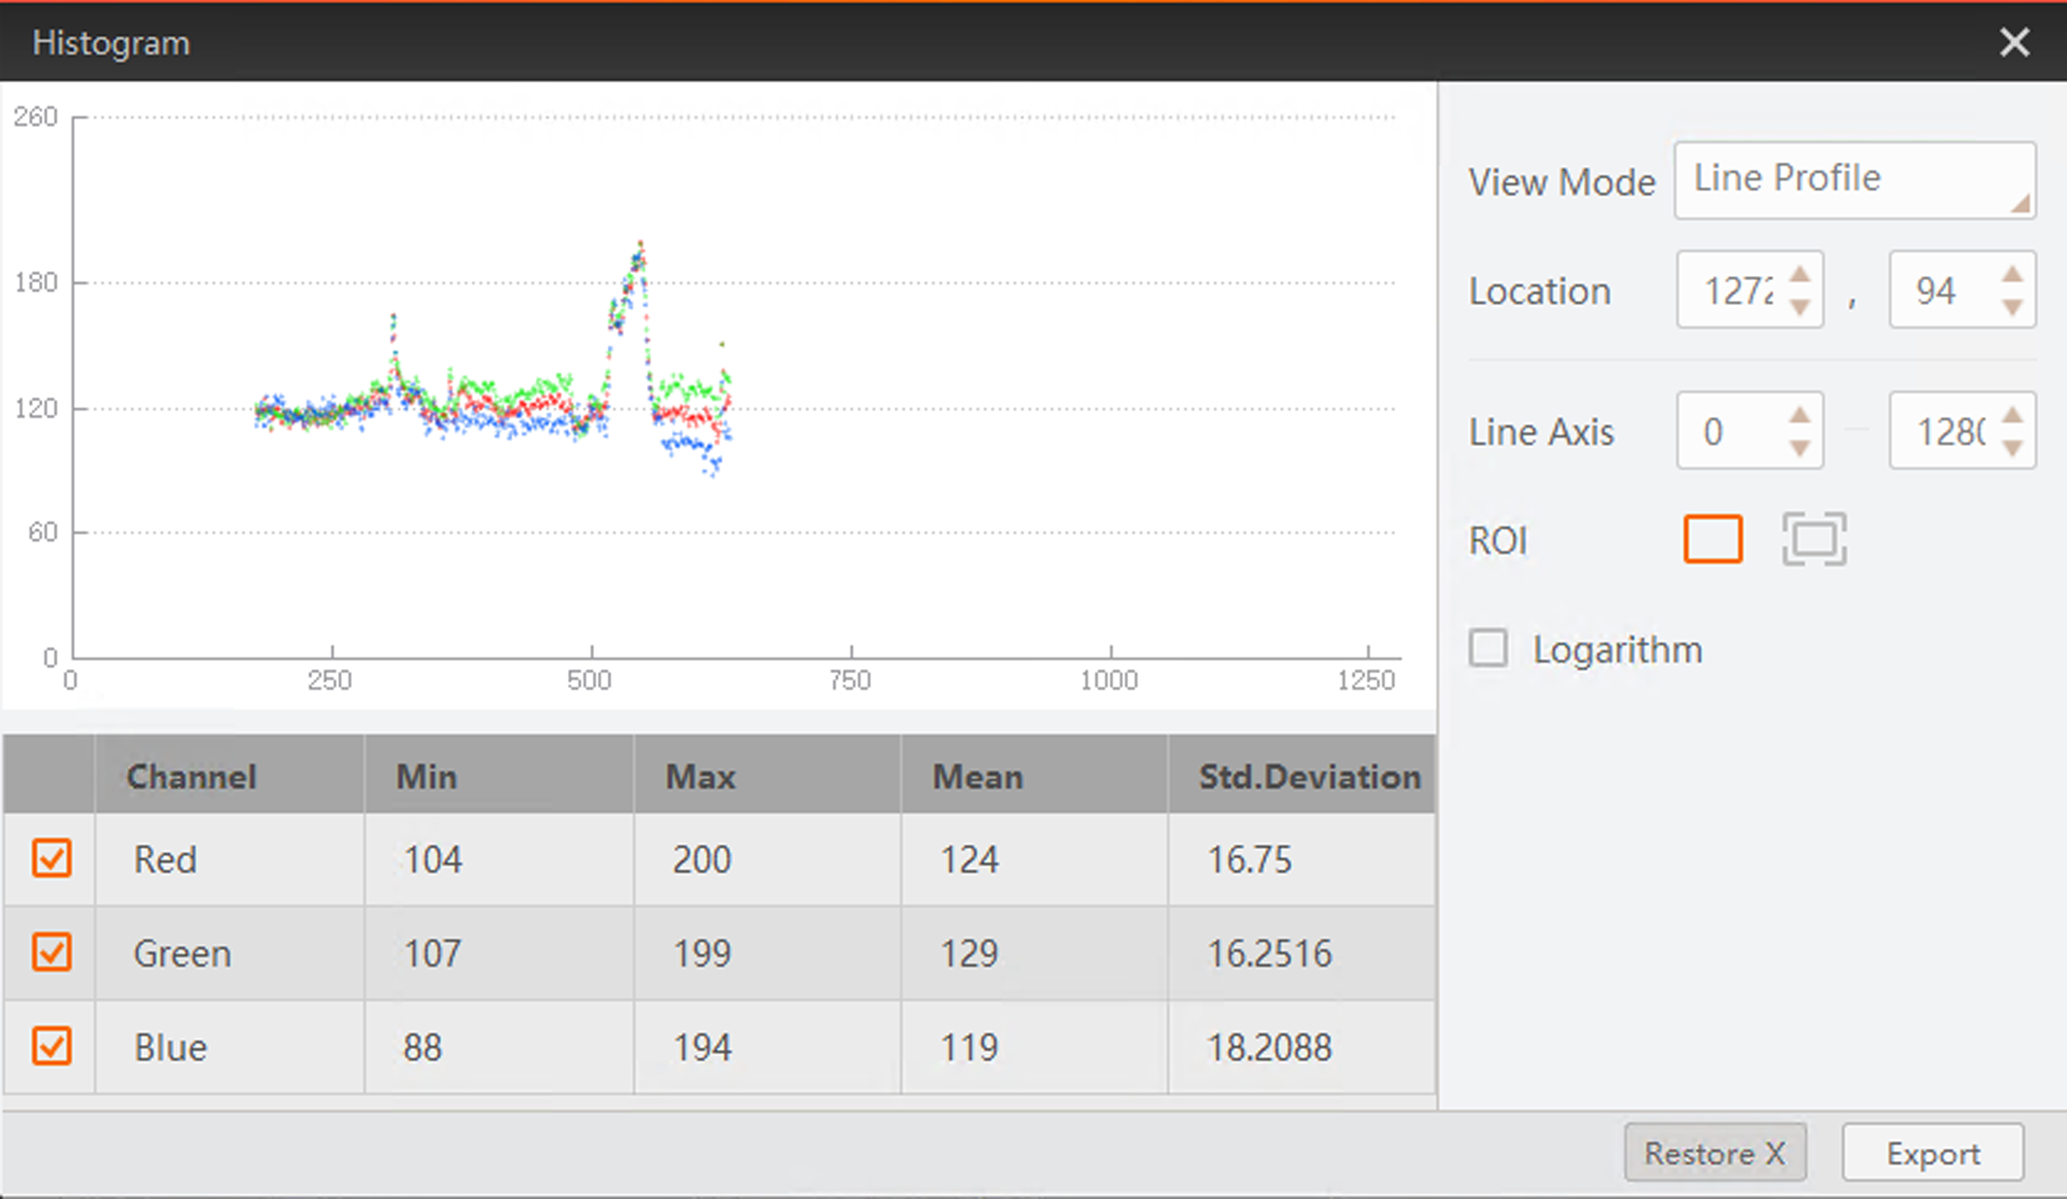 Histogram
260
180
120
60
0
0 250 500 750 1000 1250
View Mode Line Profile
Location 1272 , 94
Line Axis 0 1280
ROI
Logarithm
Channel Min Max Mean Std.Deviation
Red 104 200 124 16.75
Green 107 199 129 16.2516
Blue 88 194 119 18.2088
Restore X Export